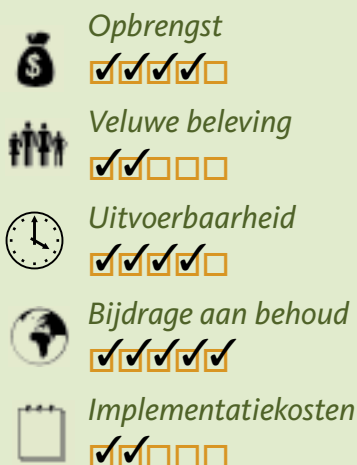 Opbrengst
Veluwe beleving
Uitvoerbaarheid
Bijdrage aan behoud
Implementatiekosten